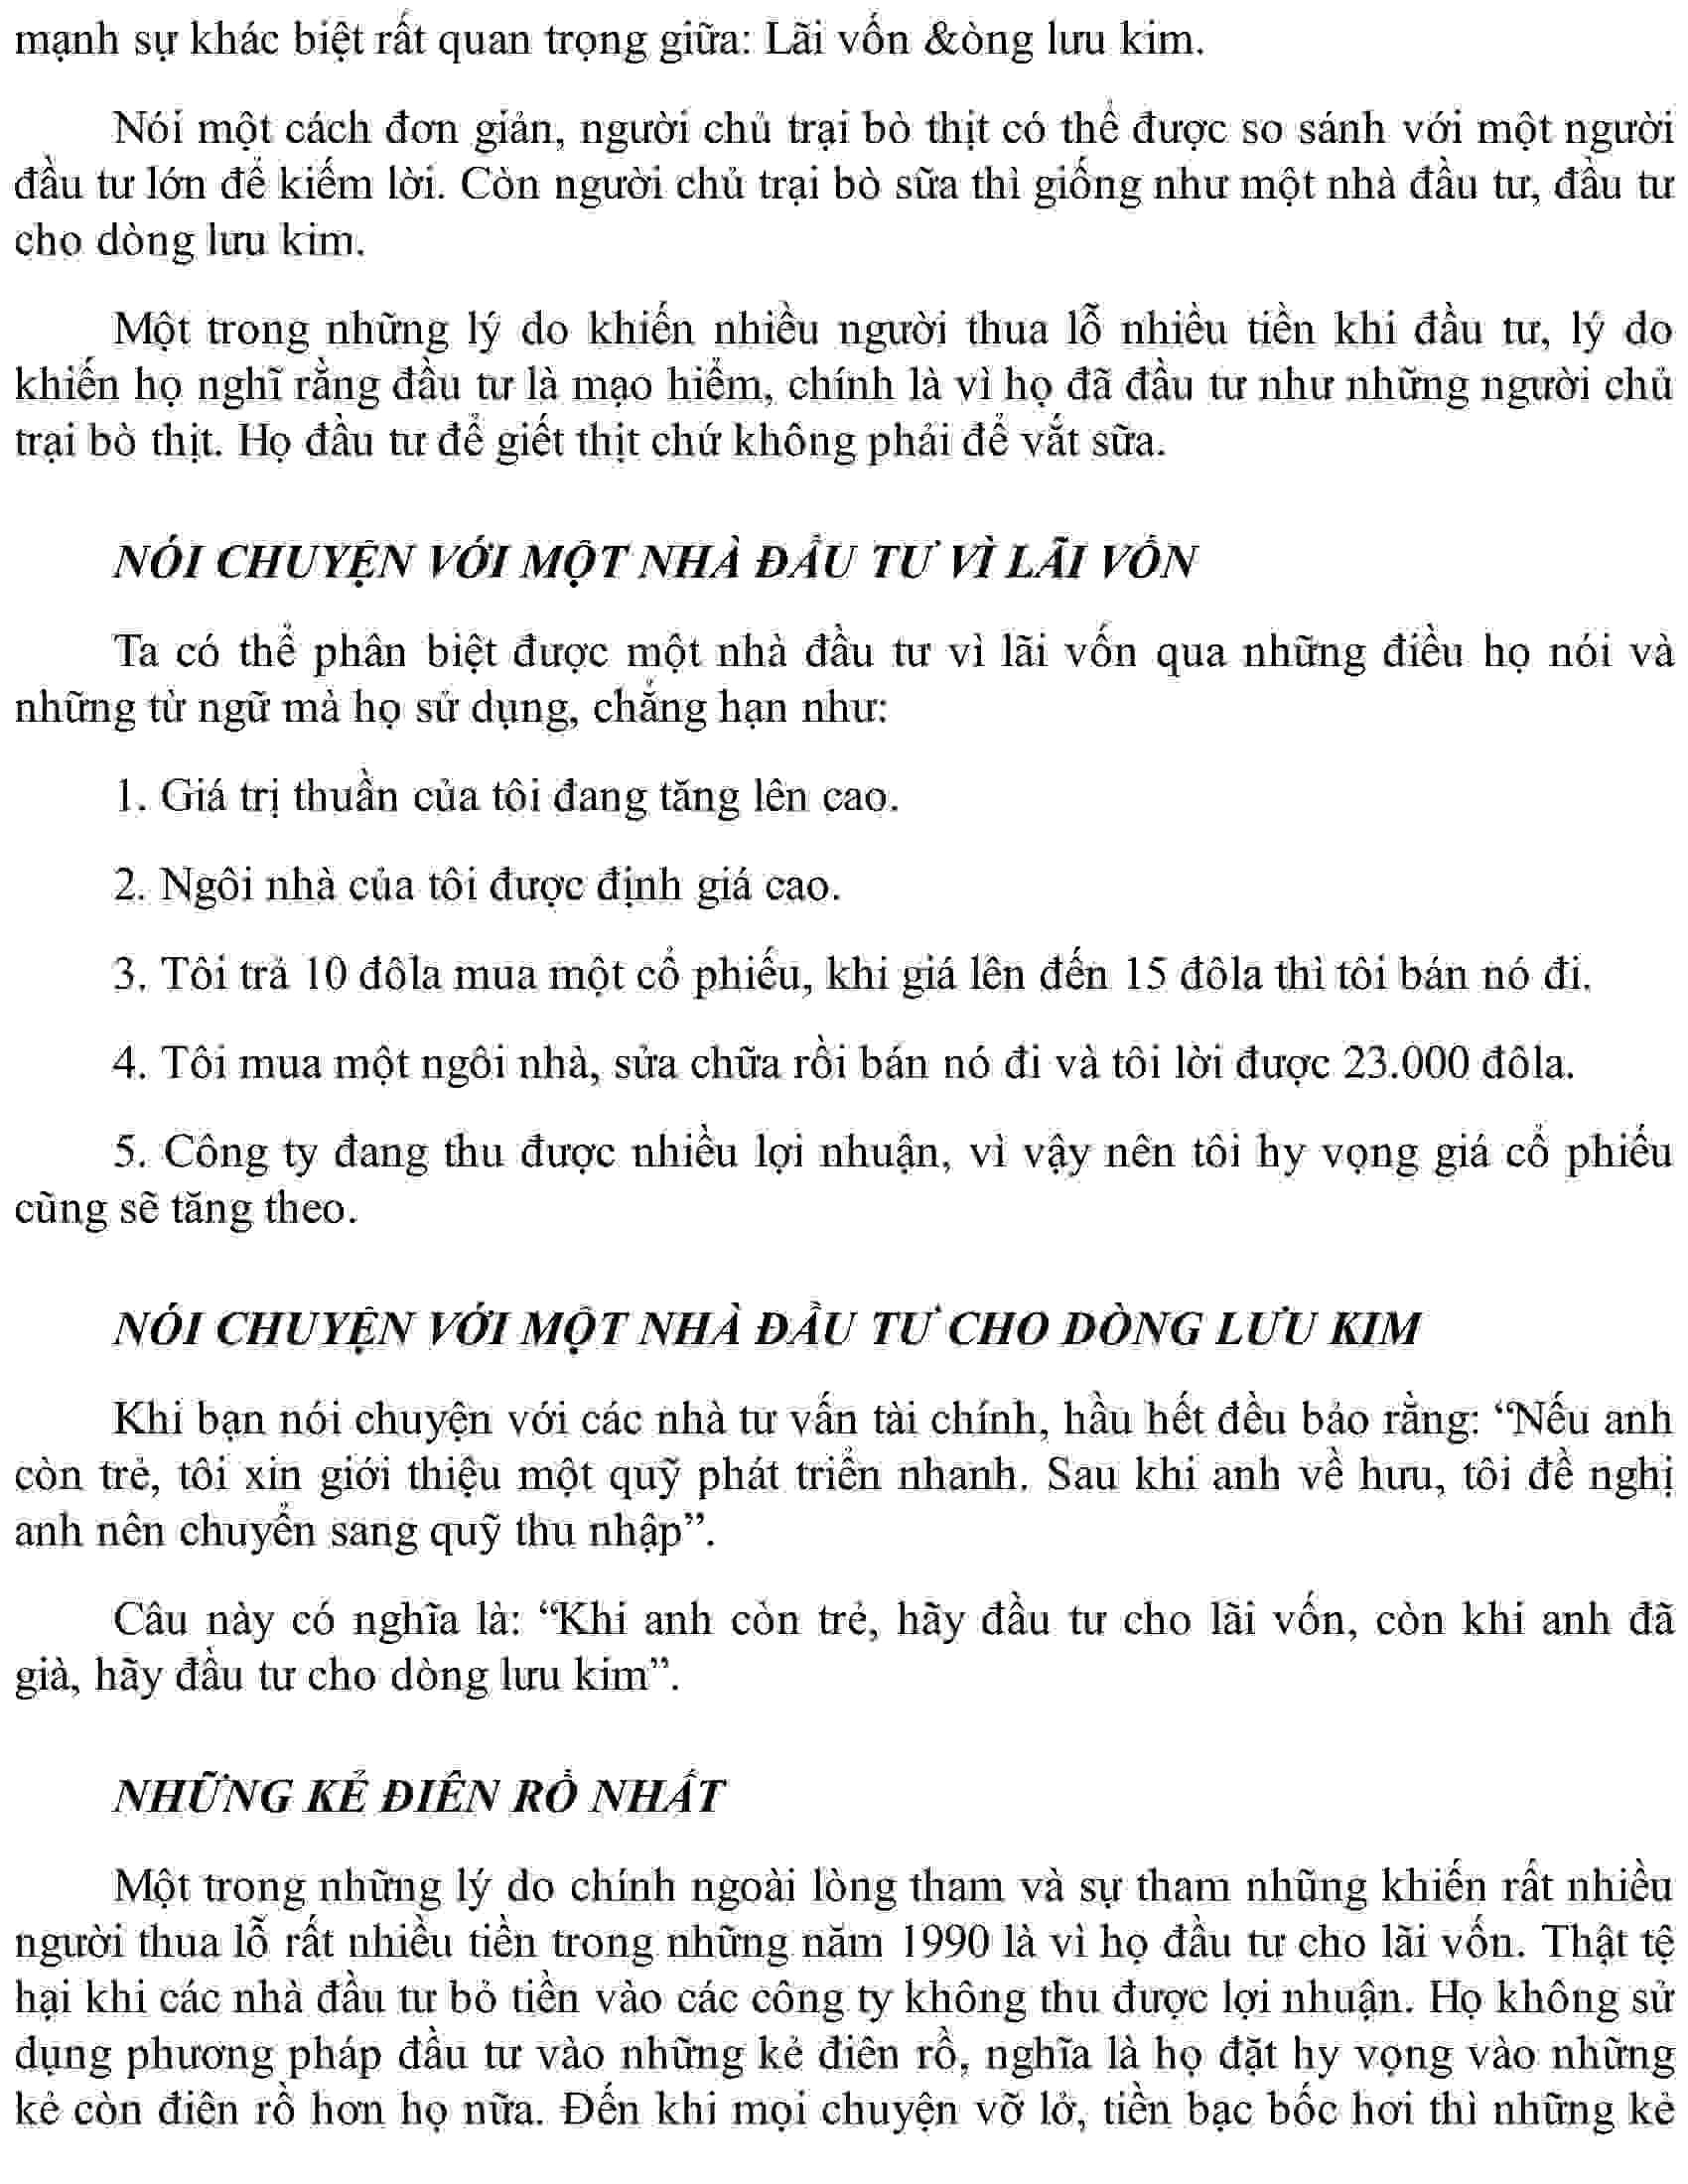 mạnh sự khác biệt rất quan trọng giữa: Lãi vốn &òng lưu kim.
Nói một cách đơn giản, người chủ trại bò thịt có thể được so sánh với một người
đầu tư lớn để kiếm lời. Còn người chủ trại bò sữa thì giống như một nhà đầu tư, đầu tư
cho dòng lưu kim.
Một trong những lý do khiến nhiều người thua lỗ nhiều tiền khi đầu tư, lý do
khiến họ nghĩ rằng đầu tư là mạo hiểm, chính là vì họ đã đầu tư như những người chủ
trại bò thịt. Họ đầu tư để giết thịt chứ không phải để vắt sữa.
NÓI CHUYỆN VỚI MỘT NHÀ ĐẦU TƯ VÌ LÃI VỐN
Ta có thể phân biệt được một nhà đầu tư vì lãi vốn qua những điều họ nói và
những từ ngữ mà họ sử dụng, chẳng hạn như:
1. Giá trị thuần của tôi đang tăng lên cao.
2. Ngôi nhà của tôi được định giá cao.
3. Tôi trả 10 đôla mua một cổ phiếu, khi giá lên đến 15 đôla thì tôi bán nó đi.
4. Tôi mua một ngôi nhà, sửa chữa rồi bán nó đi và tôi lời được 23.000 đôla.
5. Công ty đang thu được nhiều lợi nhuận, vì vậy nên tôi hy vọng giá cổ phiếu
cũng sẽ tăng theo.
NÓI CHUYỆN VỚI MỘT NHÀ ĐẦU TƯ CHO DÒNG LƯU KIM
Khi bạn nói chuyện với các nhà tư vấn tài chính, hầu hết đều bảo rằng: “Nếu anh
còn trẻ, tôi xin giới thiệu một quỹ phát triển nhanh. Sau khi anh về hưu, tôi đề nghị
anh nên chuyển sang quỹ thu nhập”.
Câu này có nghĩa là: “Khi anh còn trẻ, hãy đầu tư cho lãi vốn, còn khi anh đã
già, hãy đầu tư cho dòng lưu kim”.
NHỮNG KẺ ĐIÊN RỒ NHẤT
Một trong những lý do chính ngoài lòng tham và sự tham nhũng khiến rất nhiều
người thua lỗ rất nhiều tiền trong những năm 1990 là vì họ đầu tư cho lãi vốn. Thật tệ
hại khi các nhà đầu tư bỏ tiền vào các công ty không thu được lợi nhuận. Họ không sử
dụng phương pháp đầu tư vào những kẻ điên rồ, nghĩa là họ đặt hy vọng vào những
kẻ còn điên rồ hơn họ nữa. Đến khi mọi chuyện vỡ lở, tiền bạc bốc hơi thì những kẻ